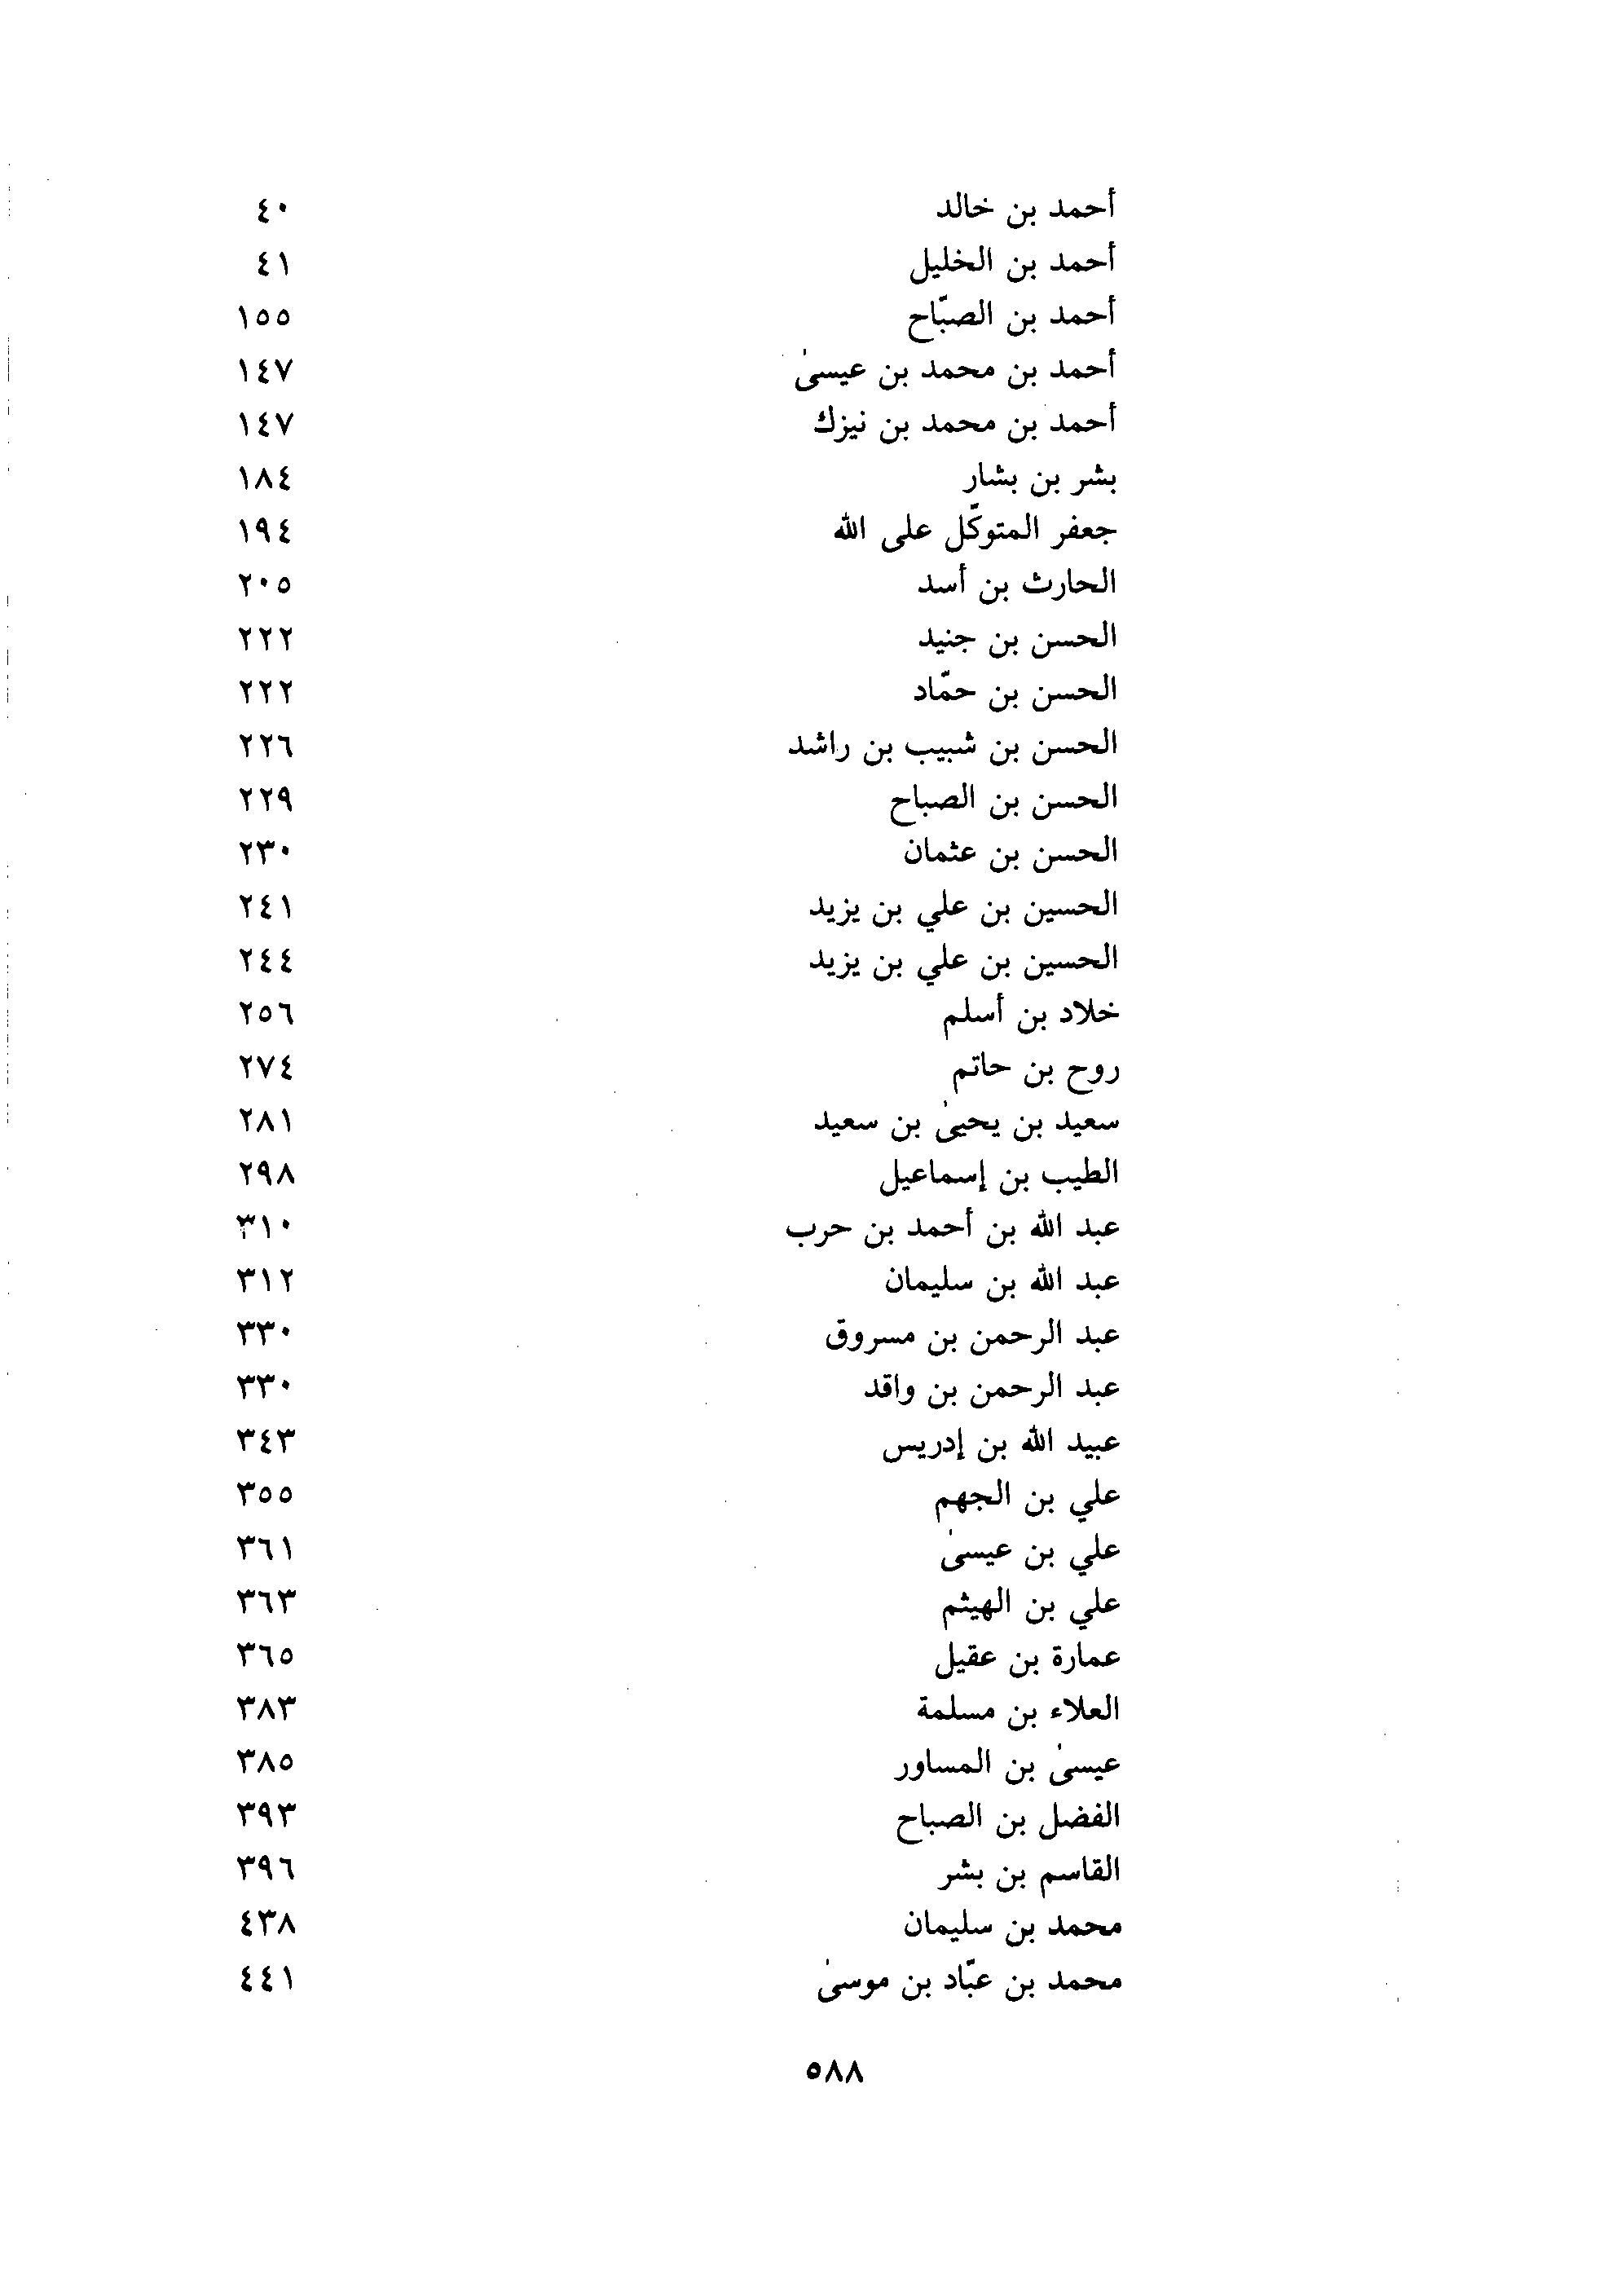 أحمد بن خالد ٤٠
أحمد بن الخليل ٤١
أحمد بن الصبّاح ١٥٥
أحمد بن محمد بن عيسىٰ ١٤٧
أحمد بن محمد بن نيزك ١٤٧
بشر بن بشار ١٨٤
جعفر المتوكّل على الله ١٩٤
الحارث بن أسد ٢٠٥
الحسن بن جنيد ٢٢٢
الحسن بن حمّاد ٢٢٢
الحسن بن شبيب بن راشد ٢٢٦
الحسن بن الصباح ٢٢٩
الحسن بن عثمان ٢٣٠
الحسين بن علي بن يزيد ٢٤١
الحسين بن علي بن يزيد ٢٤٤
خلاد بن أسلم ٢٥٦
روح بن حاتم ٢٧٤
سعيد بن يحيىٰ بن سعيد ٢٨١
الطيب بن إسماعيل ٢٩٨
عبد الله بن أحمد بن حرب ٣١٠
عبد الله بن سليمان ٣١٢
عبد الرحمن بن مسروق ٣٣٠
عبد الرحمن بن واقد ٣٣٠
عبيد الله بن إدريس ٣٤٣
علي بن الجهم ٣٥٥
علي بن عيسىٰ ٣٦١
علي بن الهيثم ٣٦٣
عمارة بن عقيل ٣٦٥
العلاء بن مسلمة ٣٨٣
عيسىٰ بن المساور ٣٨٥
الفضل بن الصباح ٣٩٣
القاسم بن بشر ٣٩٦
محمد بن سليمان ٤٣٨
محمد بن عبّاد بن موسىٰ ٤٤١
٥٨٨